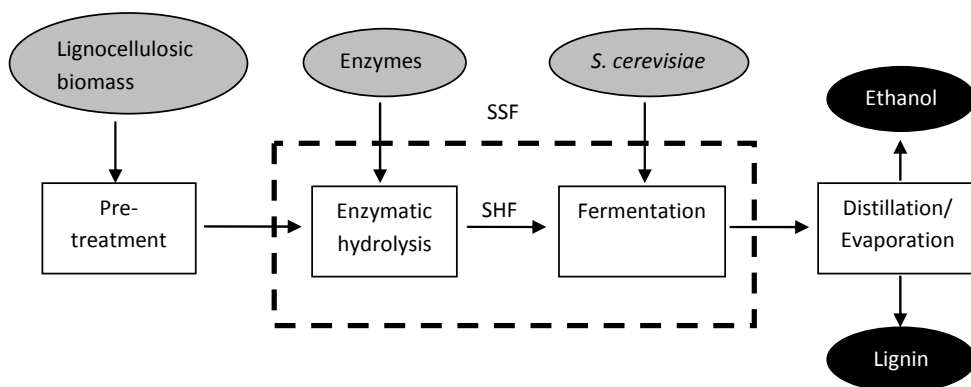 Lignocellulosic
biomass
Enzymes
S. cerevisiae
Ethanol
SSF
Pre-
treatment
Enzymatic
hydrolysis
SHF
Fermentation
Distillation/
Evaporation
Lignin